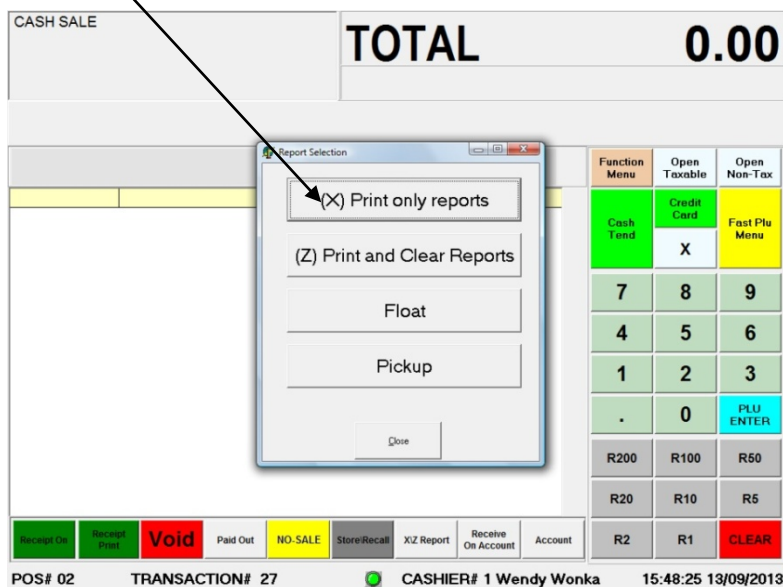 CASH SALE
TOTAL 0.00
Report Selection
(X) Print only reports
(Z) Print and Clear Reports
Float
Pickup
Close
Function Menu
Open Taxable
Open Non-Tax
Cash Tend
Credit Card
X
Fast Plu Menu
7 8 9
4 5 6
1 2 3
. 0 PLU ENTER
R200 R100 R50
R20 R10 R5
R2 R1 CLEAR
Receipt On
Receipt Print
Void
Paid Out
NO-SALE
Store\Recall
X\Z Report
Receive On Account
Account
POS# 02 TRANSACTION# 27 CASHIER# 1 Wendy Wonka 15:48:25 13/09/2013